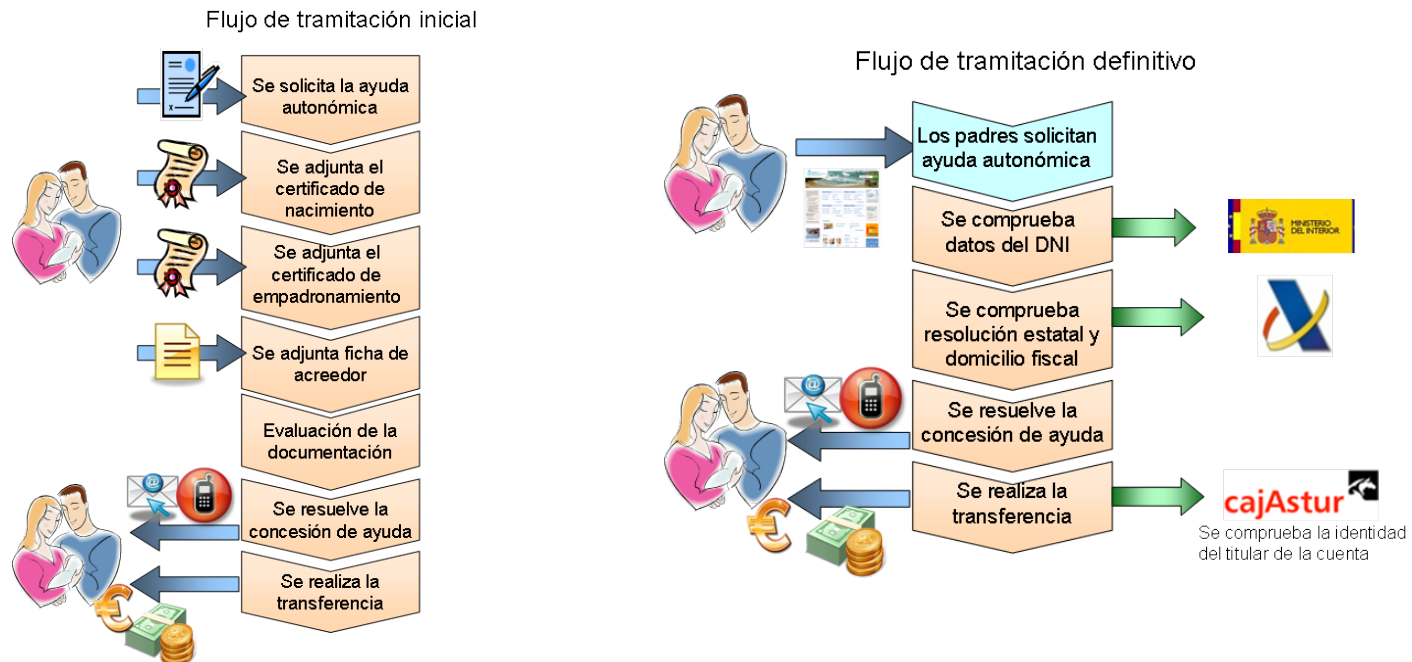 Flujo de tramitación inicial
Se solicita la ayuda
autonómica
Se adjunta el
certificado de
nacimiento
Se adjunta el
certificado de
empadronamiento
Se adjunta ficha de
acreedor
Evaluación de la
documentación
Se resuelve la
concesión de ayuda
Se realiza la
transferencia
Flujo de tramitación definitivo
Los padres solicitan
ayuda autonómica
Se comprueba
datos del DNI
MINISTERIO
DEL INTERIOR
Se comprueba
resolución estatal y
domicilio fiscal
Se resuelve la
concesión de ayuda
Se realiza la
transferencia
cajAstur
Se comprueba la identidad
del titular de la cuenta